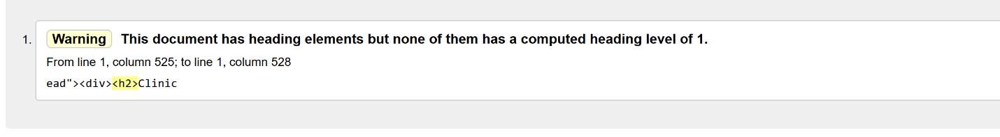 1. Warning This document has heading elements but none of them has a computed heading level of 1.
From line 1, column 525; to line 1, column 528
ead"><div><h2>Clinic